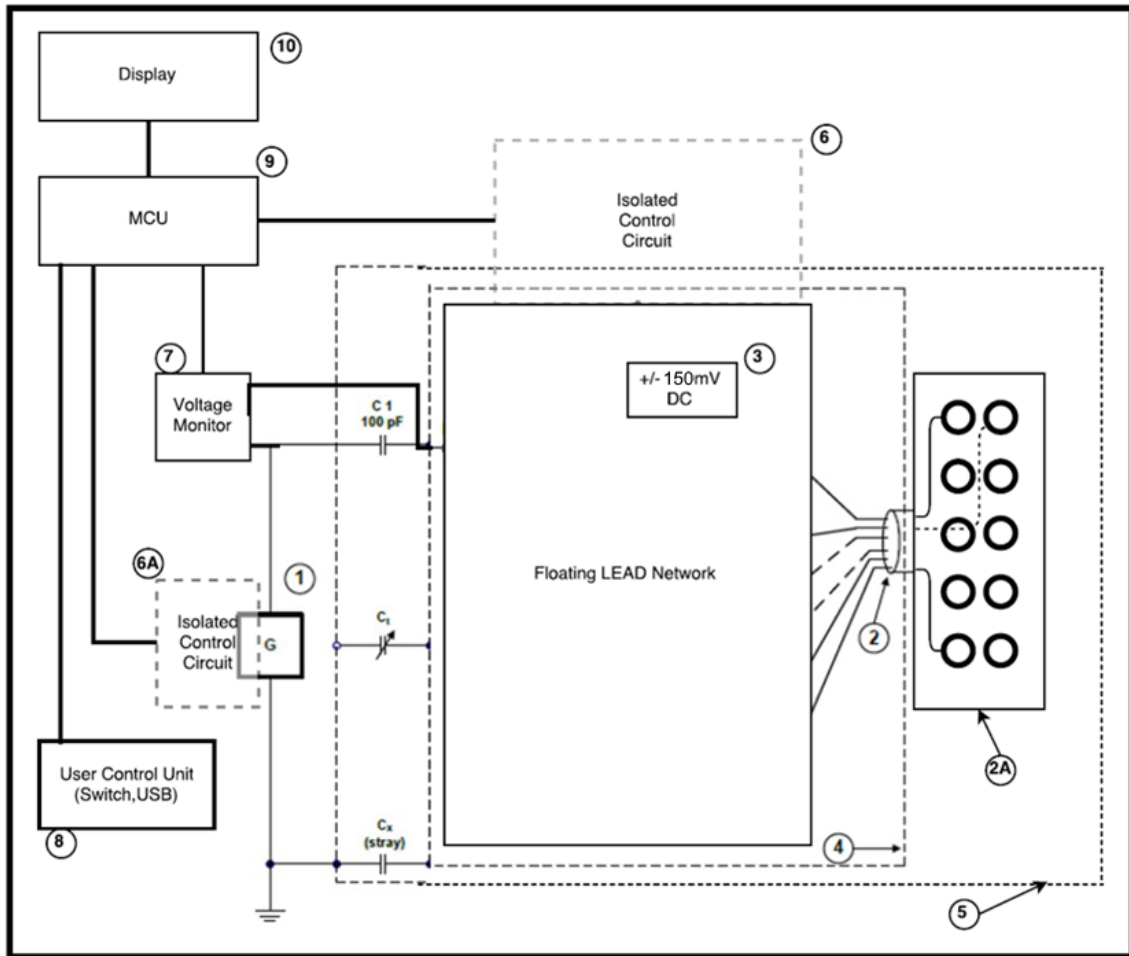 10
Display
9
MCU
6
Isolated
Control
Circuit
7
Voltage
Monitor
C 1
100 pF
3
+/- 150mV
DC
6A
1
Isolated
Control
Circuit
G
Ct
Floating LEAD Network
2
2A
User Control Unit
(Switch,USB)
8
Cx
(stray)
4
5